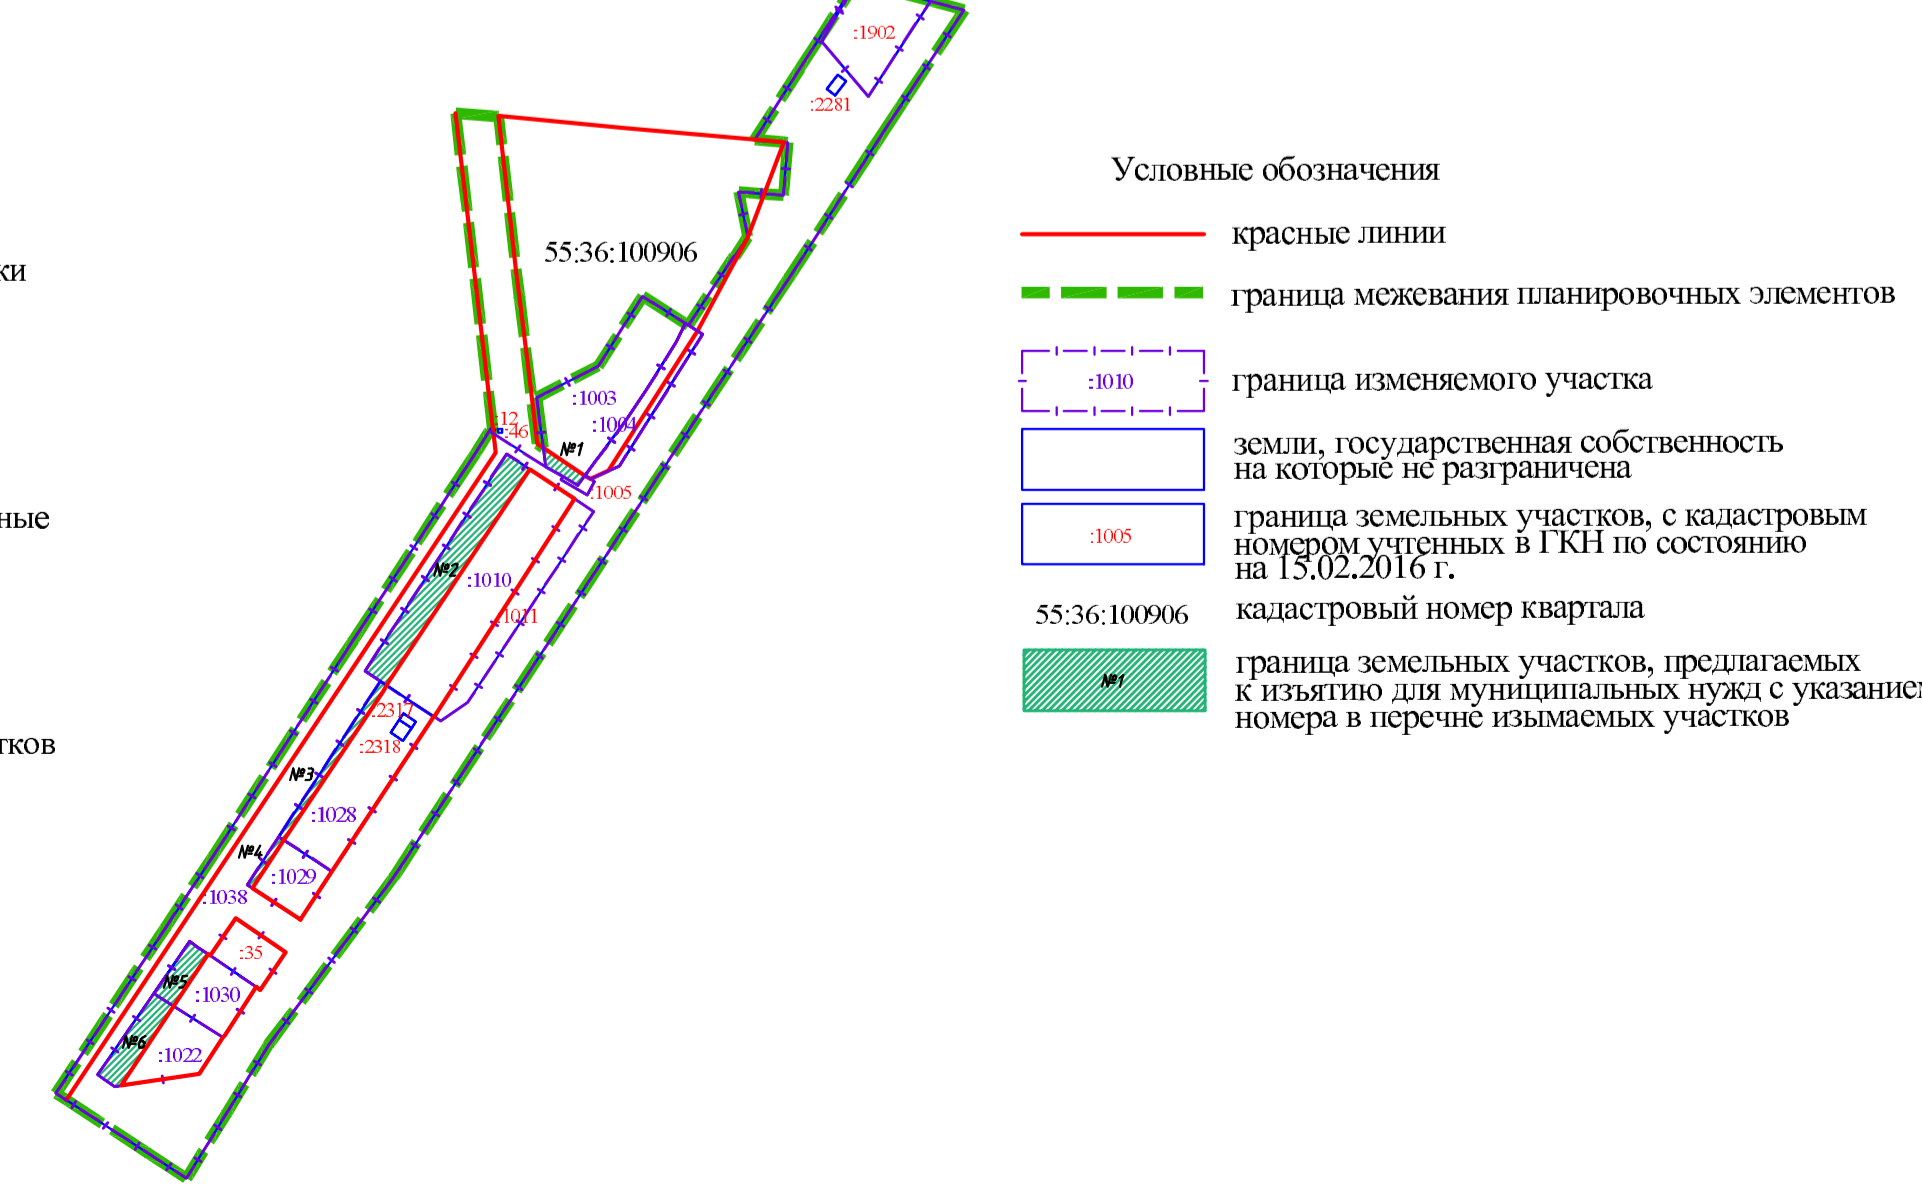 :1902
:2281
55:36:100906
ки
:1003
:12
:1004
:46
№1
:1005
ные
№2
:1010
:1011
:2317
:2318
тков
№3
:1028
№4
:1029
:1038
:35
№5
:1030
№6
:1022
Условные обозначения
красные линии
граница межевания планировочных элементов
:1010
граница изменяемого участка
земли, государственная собственность
на которые не разграничена
:1005
граница земельных участков, с кадастровым
номером учтенных в ГКН по состоянию
на 15.02.2016 г.
55:36:100906 кадастровый номер квартала
№1
граница земельных участков, предлагаемых
к изъятию для муниципальных нужд с указание
номера в перечне изымаемых участков